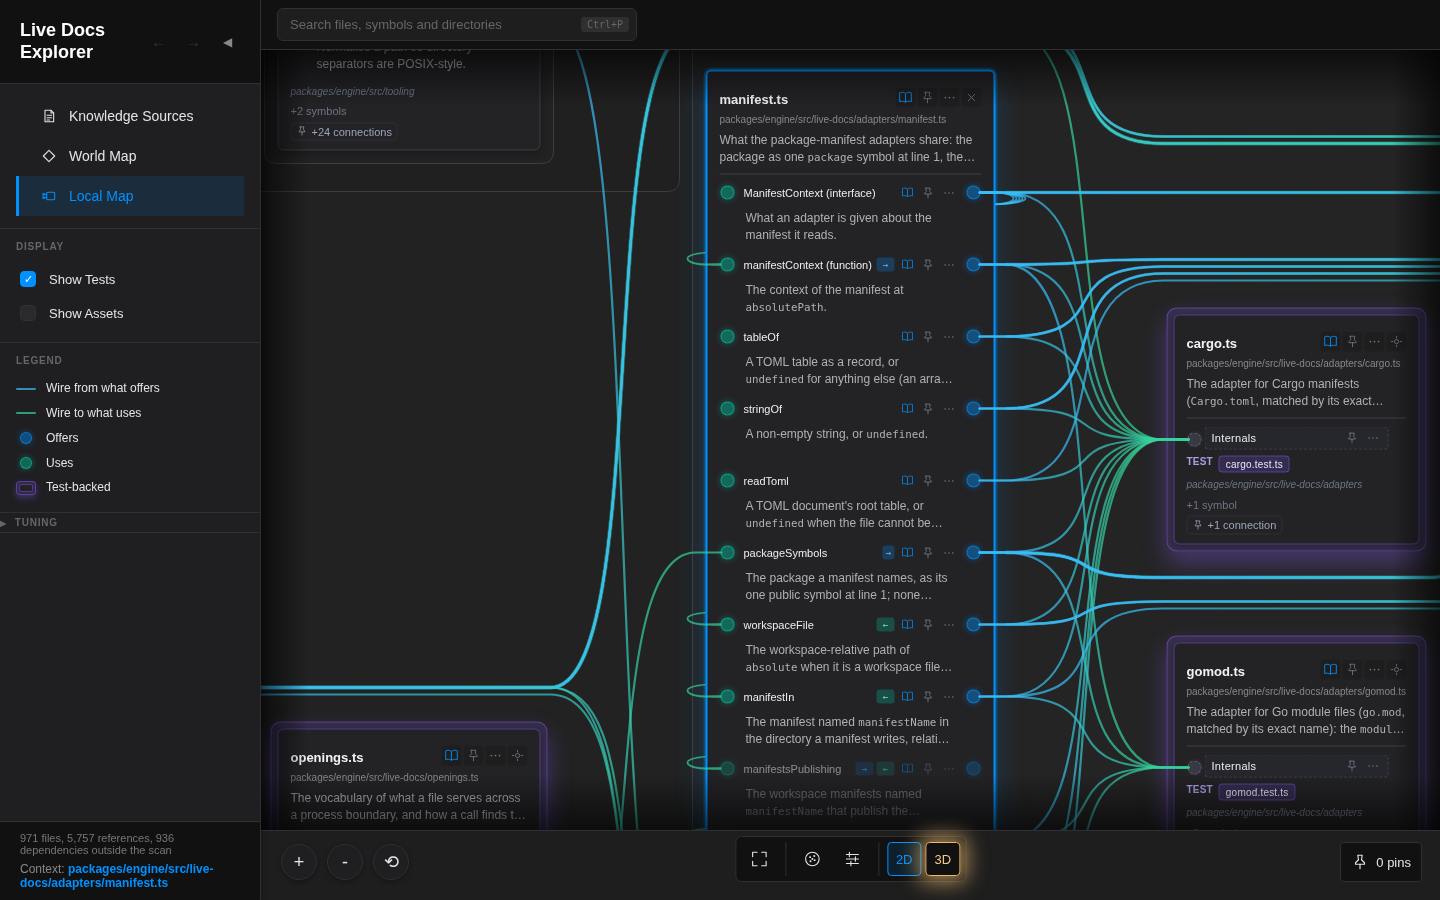 Live Docs
Explorer
← → ◀
Search files, symbols and directories
Ctrl+P
Knowledge Sources
World Map
Local Map
DISPLAY
Show Tests
Show Assets
LEGEND
Wire from what offers
Wire to what uses
Offers
Uses
Test-backed
TUNING
971 files, 5,757 references, 936
dependencies outside the scan
Context: packages/engine/src/live-
docs/adapters/manifest.ts
separators are POSIX-style.
packages/engine/src/tooling
+2 symbols
+24 connections
openings.ts
packages/engine/src/live-docs/openings.ts
The vocabulary of what a file serves across
a process boundary, and how a call finds t…
manifest.ts
packages/engine/src/live-docs/adapters/manifest.ts
What the package-manifest adapters share: the
package as one package symbol at line 1, the…
ManifestContext (interface)
What an adapter is given about the
manifest it reads.
manifestContext (function)
The context of the manifest at
absolutePath.
tableOf
A TOML table as a record, or
undefined for anything else (an arra…
stringOf
A non-empty string, or undefined.
readToml
A TOML document's root table, or
undefined when the file cannot be…
packageSymbols
The package a manifest names, as its
one public symbol at line 1; none…
workspaceFile
The workspace-relative path of
absolute when it is a workspace file…
manifestIn
The manifest named manifestName in
the directory a manifest writes, relati…
manifestsPublishing
The workspace manifests named
manifestName that publish the…
cargo.ts
packages/engine/src/live-docs/adapters/cargo.ts
The adapter for Cargo manifests
(Cargo.toml, matched by its exact…
Internals
TEST cargo.test.ts
packages/engine/src/live-docs/adapters
+1 symbol
+1 connection
gomod.ts
packages/engine/src/live-docs/adapters/gomod.ts
The adapter for Go module files (go.mod,
matched by its exact name): the modul…
Internals
TEST gomod.test.ts
packages/engine/src/live-docs/adapters
+ - ⟲
2D 3D
0 pins